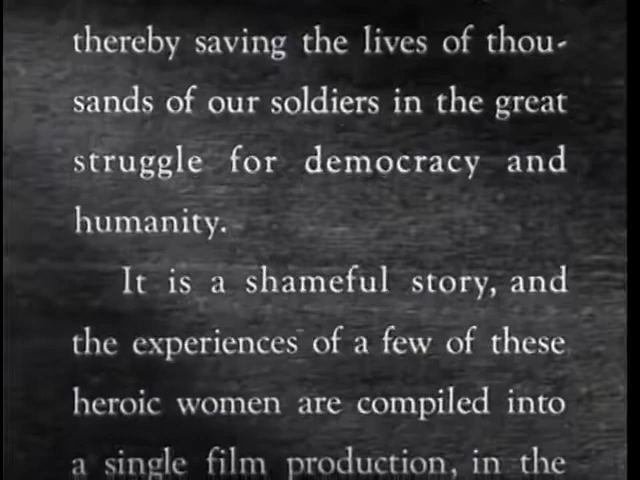 thereby saving the lives of thou-
sands of our soldiers in the great
struggle for democracy and
humanity.
It is a shameful story, and
the experiences of a few of these
heroic women are compiled into
a single film production, in the